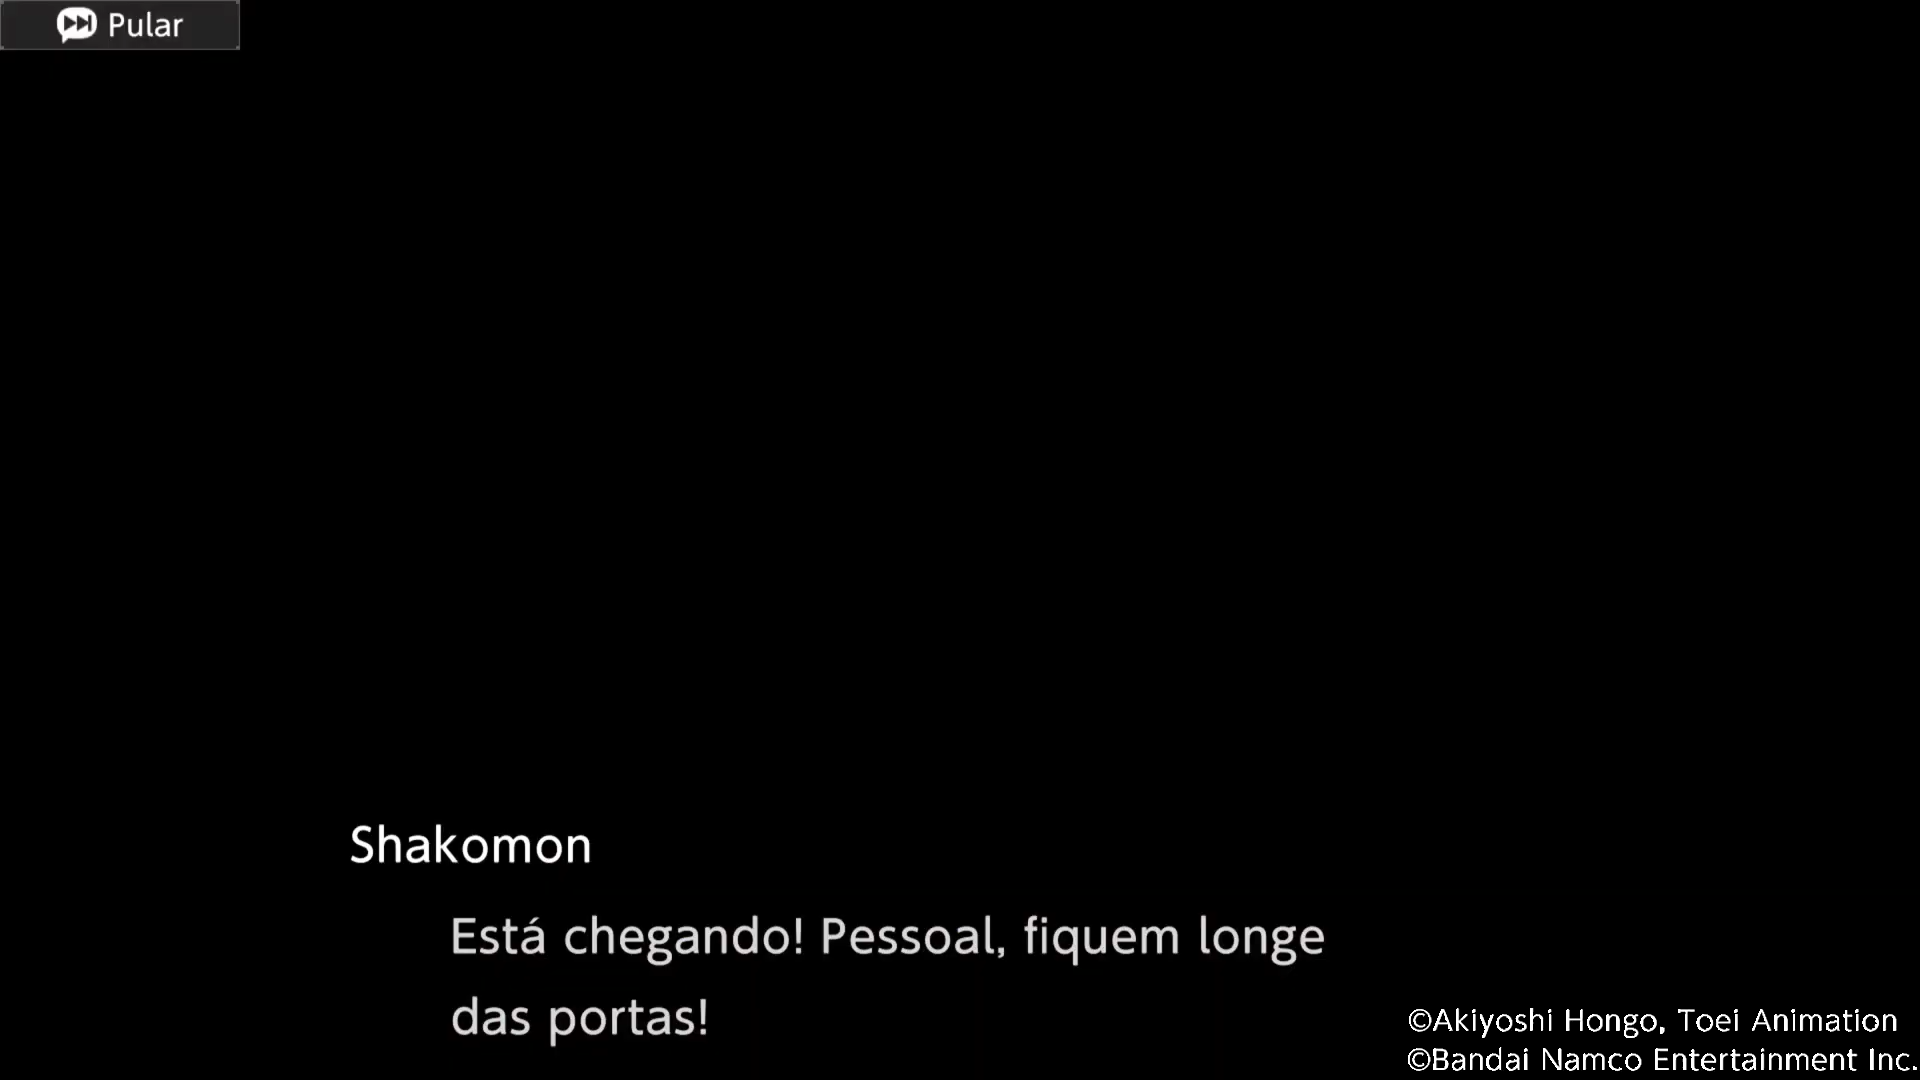 Pular
Shakomon
Está chegando! Pessoal, fiquem longe
das portas!
©Akiyoshi Hongo, Toei Animation
©Bandai Namco Entertainment Inc.